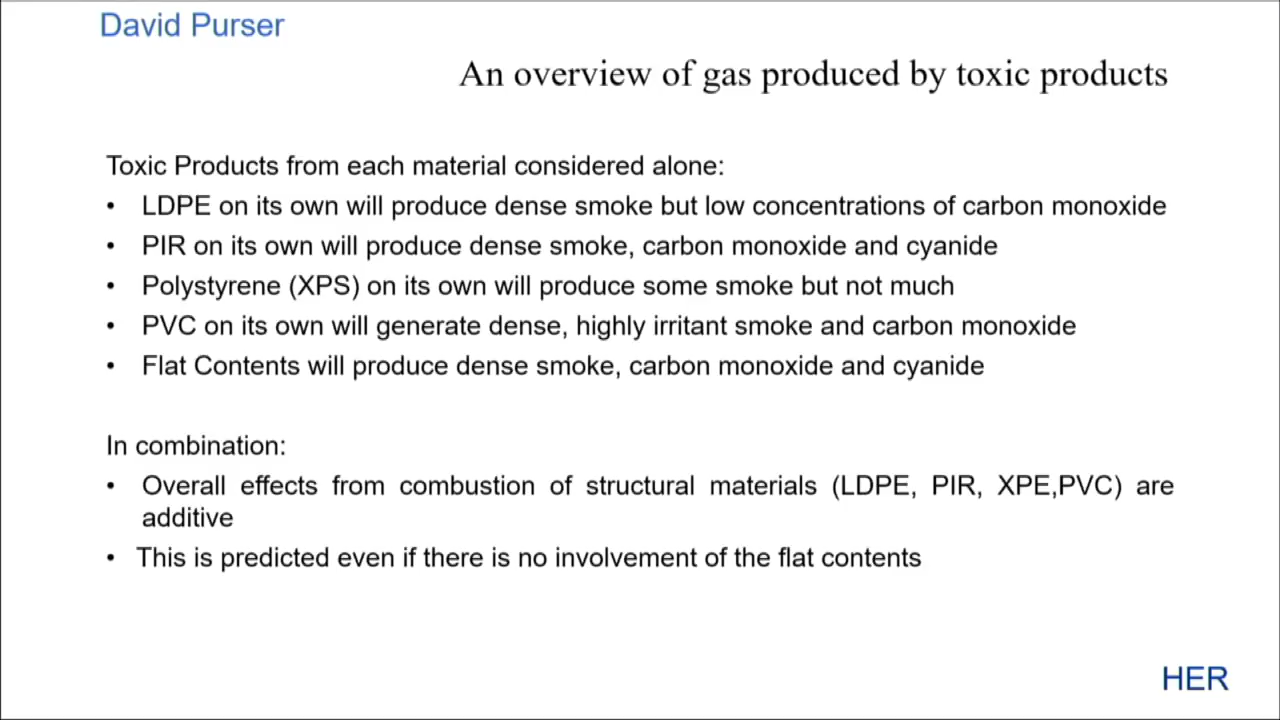 David Purser
An overview of gas produced by toxic products
Toxic Products from each material considered alone:
• LDPE on its own will produce dense smoke but low concentrations of carbon monoxide
• PIR on its own will produce dense smoke, carbon monoxide and cyanide
• Polystyrene (XPS) on its own will produce some smoke but not much
• PVC on its own will generate dense, highly irritant smoke and carbon monoxide
• Flat Contents will produce dense smoke, carbon monoxide and cyanide
In combination:
• Overall effects from combustion of structural materials (LDPE, PIR, XPE,PVC) are
additive
• This is predicted even if there is no involvement of the flat contents
HER